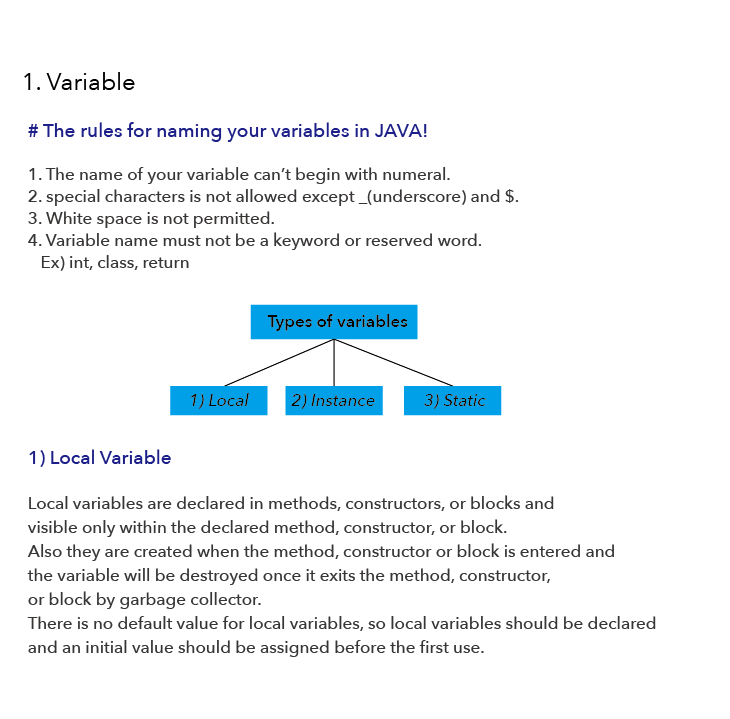 1. Variable
# The rules for naming your variables in JAVA!
1. The name of your variable can't begin with numeral.
2. special characters is not allowed except _(underscore) and $.
3. White space is not permitted.
4. Variable name must not be a keyword or reserved word.
Ex) int, class, return
Types of variables
1) Local 2) Instance 3) Static
1) Local Variable
Local variables are declared in methods, constructors, or blocks and
visible only within the declared method, constructor, or block.
Also they are created when the method, constructor or block is entered and
the variable will be destroyed once it exits the method, constructor,
or block by garbage collector.
There is no default value for local variables, so local variables should be declared
and an initial value should be assigned before the first use.